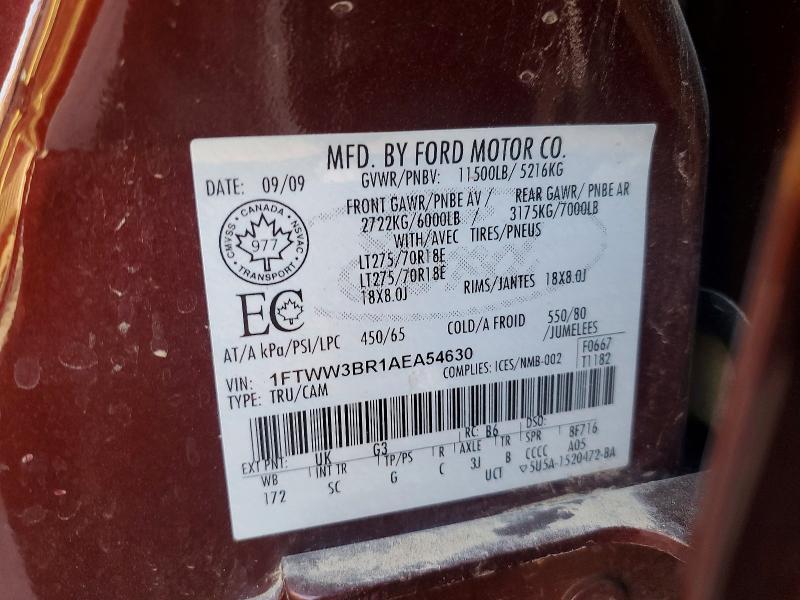 MFD. BY FORD MOTOR CO.
DATE: 09/09
GVWR/PNBV: 11500LB/ 5216KG
FRONT GAWR/PNBE AV / REAR GAWR/ PNBE AR
2722KG/6000LB / 3175KG/7000LB
WITH/AVEC TIRES/PNEUS
CMVSS · CANADA · NSVAC
977
TRANSPORT
LT275/70R18E
LT275/70R18E
18X8.0J RIMS/JANTES 18X8.0J
EC
AT/A kPa/PSI/LPC 450/65 COLD/A FROID 550/80
/JUMELEES
VIN: 1FTWW3BR1AEA54630
COMPLIES: ICES/NMB-002
F0667
T1182
TYPE: TRU/CAM
EXT PNT: UK G3 RC: B6 DSO:
WB INT TR TP/PS R AXLE TR SPR 8F716
172 SC G C 3J B CCCC A05
UCT ▽5U5A-1520472-BA